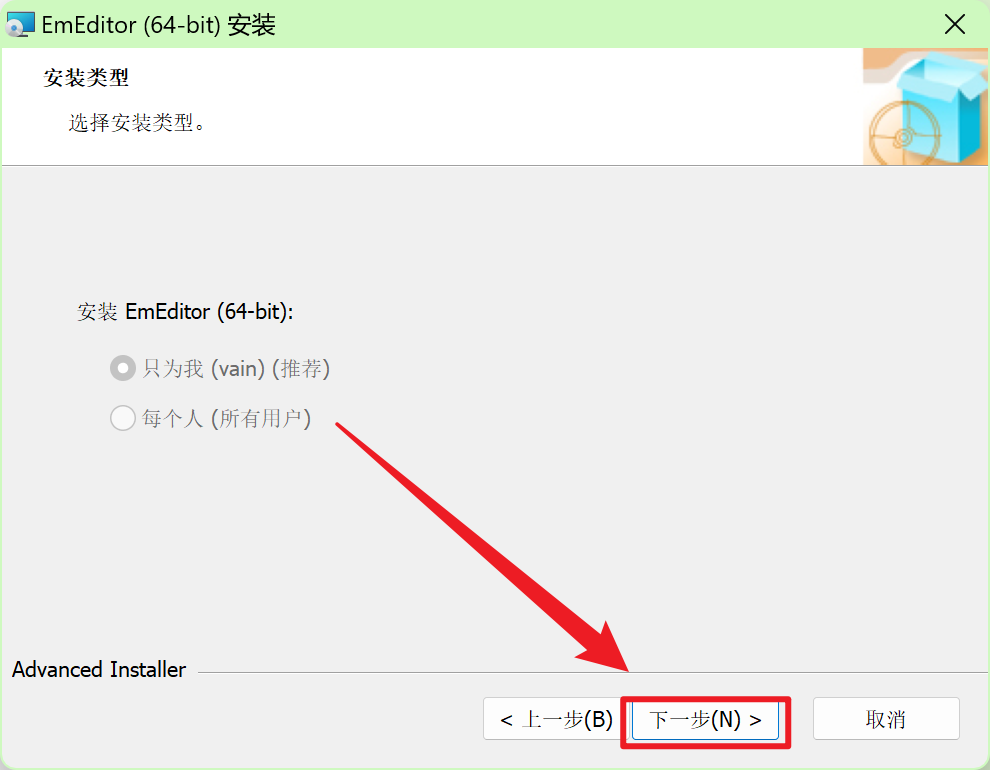 EmEditor (64-bit) 安装
安装类型
选择安装类型。
安装 EmEditor (64-bit):
只为我 (vain) (推荐)
每个人 (所有用户)
Advanced Installer
< 上一步(B)
下一步(N) >
取消